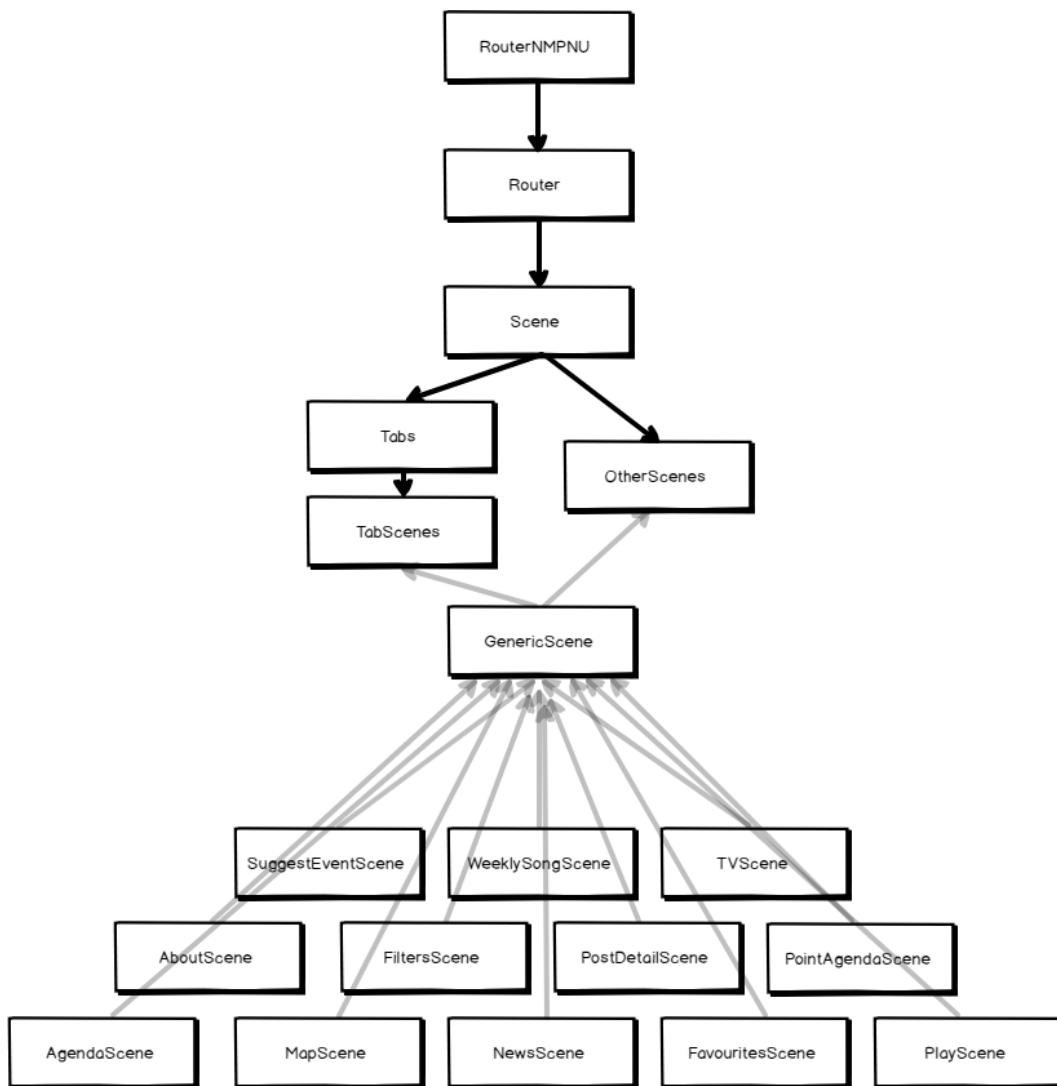 RouterNMPNU
Router
Scene
Tabs
OtherScenes
TabScenes
GenericScene
SuggestEventScene
WeeklySongScene
TVScene
AboutScene
FiltersScene
PostDetailScene
PointAgendaScene
AgendaScene
MapScene
NewsScene
FavouritesScene
PlayScene